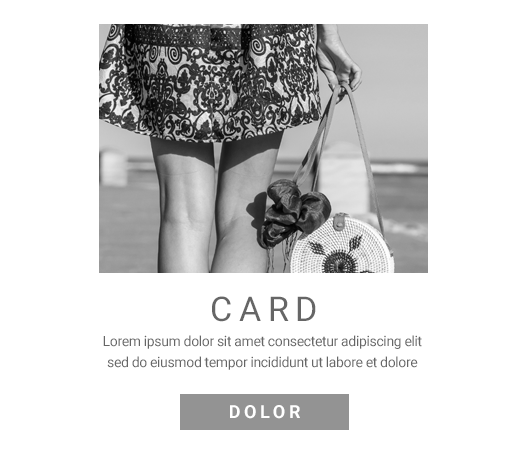 CARD
Lorem ipsum dolor sit amet consectetur adipiscing elit
sed do eiusmod tempor incididunt ut labore et dolore
DOLOR